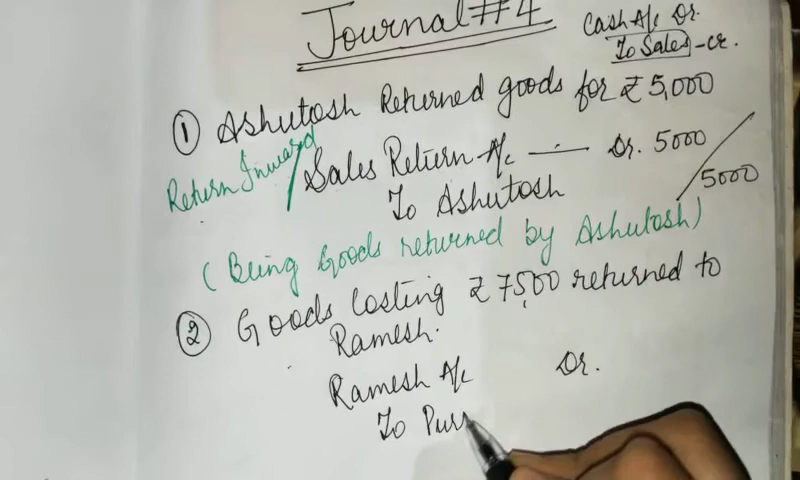 Journal #4
Cash A/c Dr.
To Sales - cr.
① Ashutosh Returned goods for ₹5,000
Return Inward / Sales Return A/c — Dr. 5000
To Ashutosh 5000
(Being Goods returned by Ashutosh)
② Goods Costing ₹ 75,00 returned to
Ramesh.
Ramesh A/c Dr.
To Pur